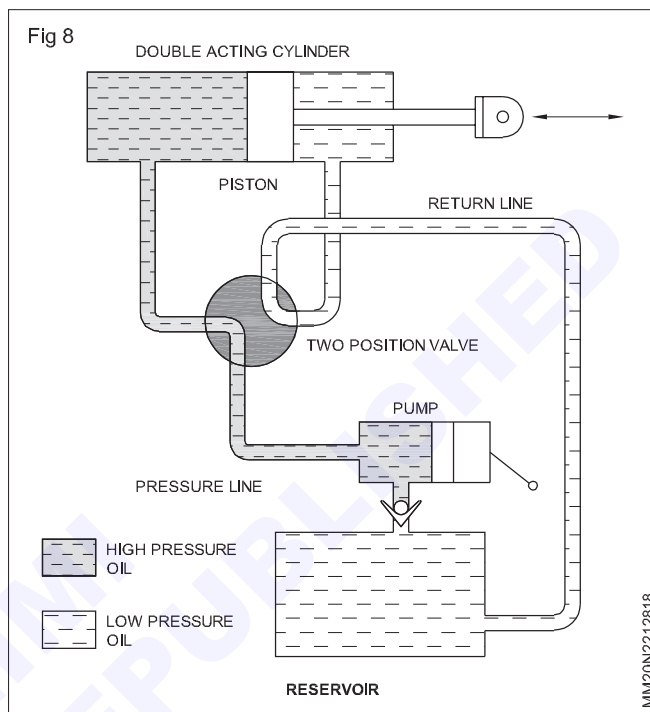 Fig 8
DOUBLE ACTING CYLINDER
PISTON
RETURN LINE
TWO POSITION VALVE
PUMP
PRESSURE LINE
HIGH PRESSURE
OIL
LOW PRESSURE
OIL
RESERVOIR
MM20N2212818